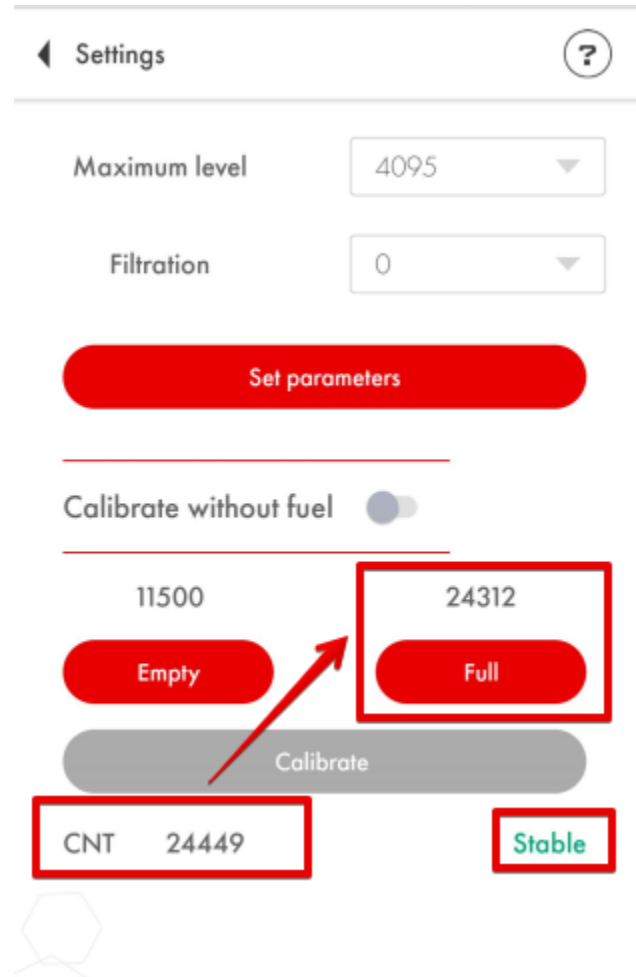 Settings ?
Maximum level 4095
Filtration 0
Set parameters
Calibrate without fuel
11500 24312
Empty Full
Calibrate
CNT 24449 Stable